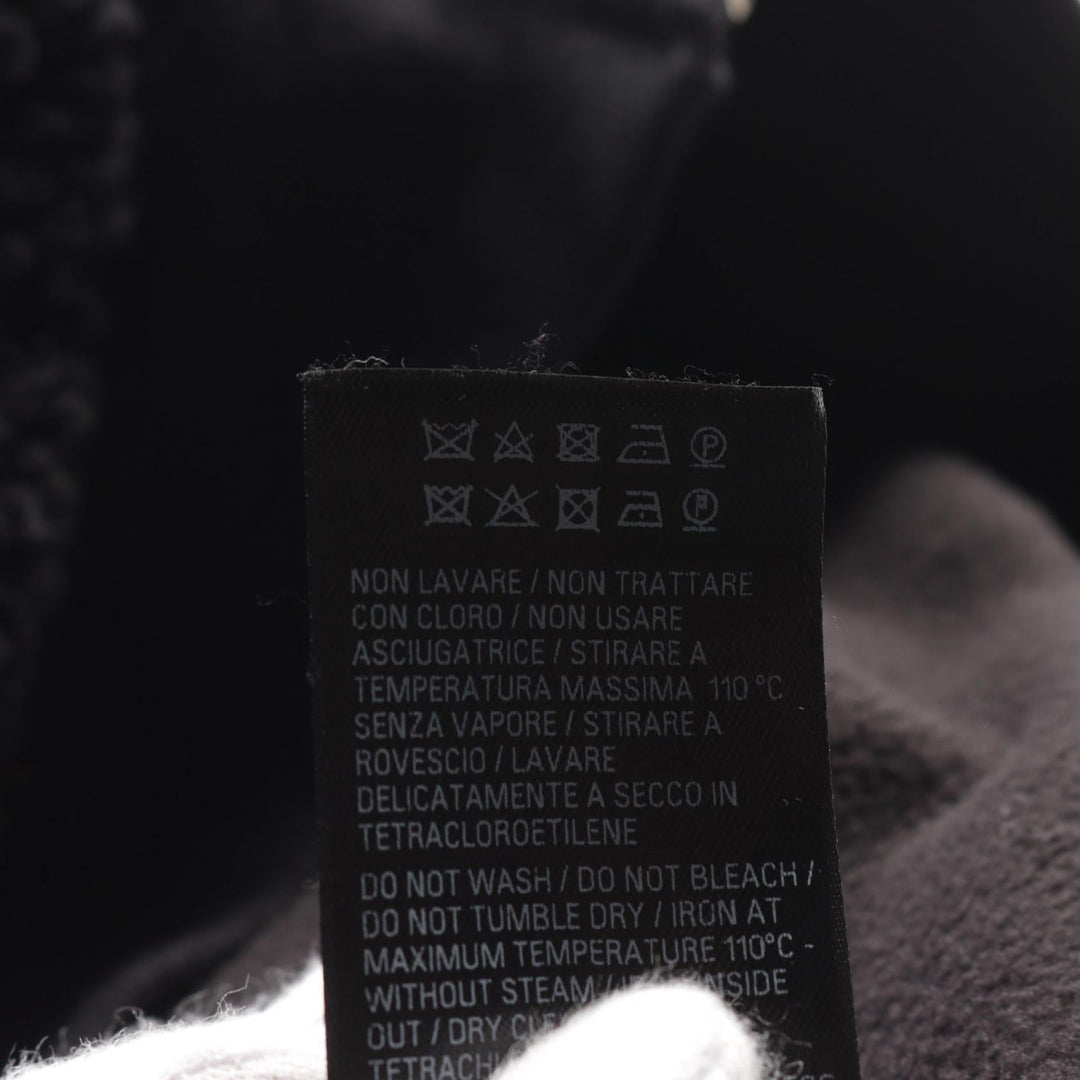 P
P
NON LAVARE / NON TRATTARE
CON CLORO / NON USARE
ASCIUGATRICE / STIRARE A
TEMPERATURA MASSIMA 110 °C
SENZA VAPORE / STIRARE A
ROVESCIO / LAVARE
DELICATAMENTE A SECCO IN
TETRACLOROETILENE
DO NOT WASH / DO NOT BLEACH /
DO NOT TUMBLE DRY / IRON AT
MAXIMUM TEMPERATURE 110°C -
WITHOUT STEAM
OUT / DRY